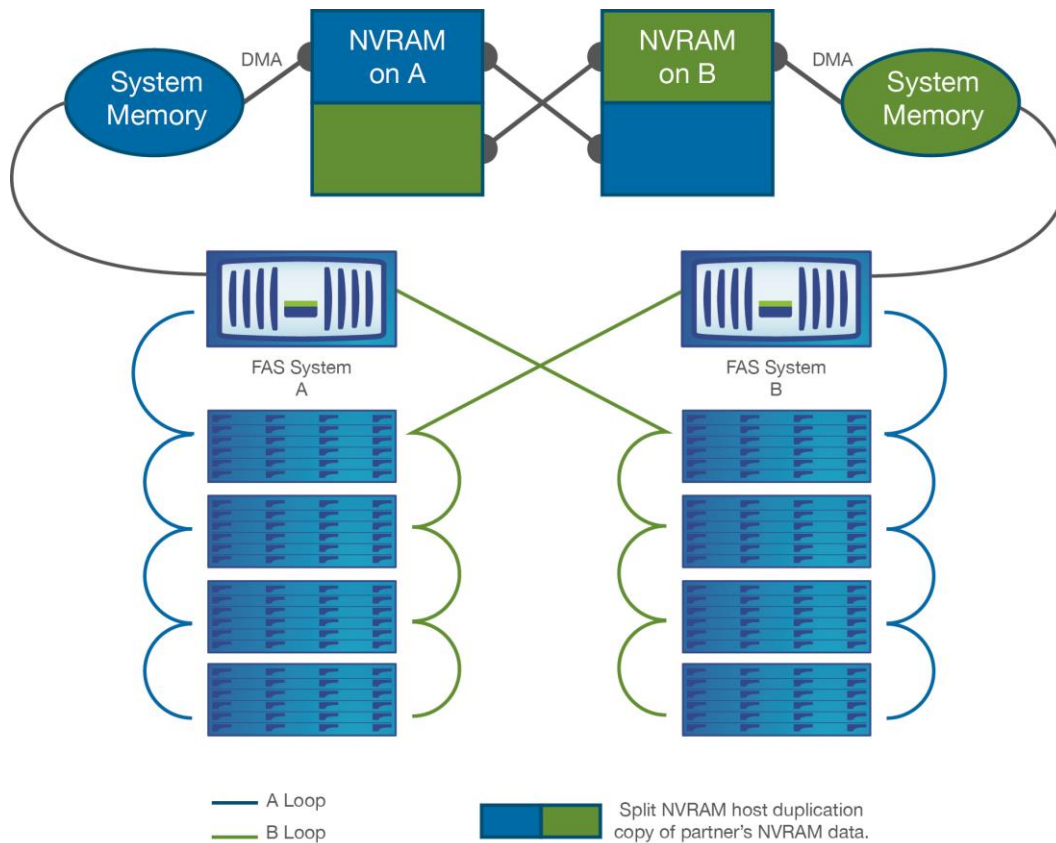 DMA
NVRAM
on A
NVRAM
on B
DMA
System
Memory
System
Memory
FAS System
A
FAS System
B
A Loop
B Loop
Split NVRAM host duplication
copy of partner's NVRAM data.